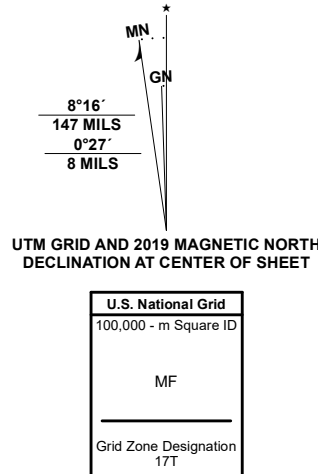 MN
GN
8°16´
147 MILS
0°27´
8 MILS
UTM GRID AND 2019 MAGNETIC NORTH
DECLINATION AT CENTER OF SHEET
U.S. National Grid
100,000 - m Square ID
MF
Grid Zone Designation
17T